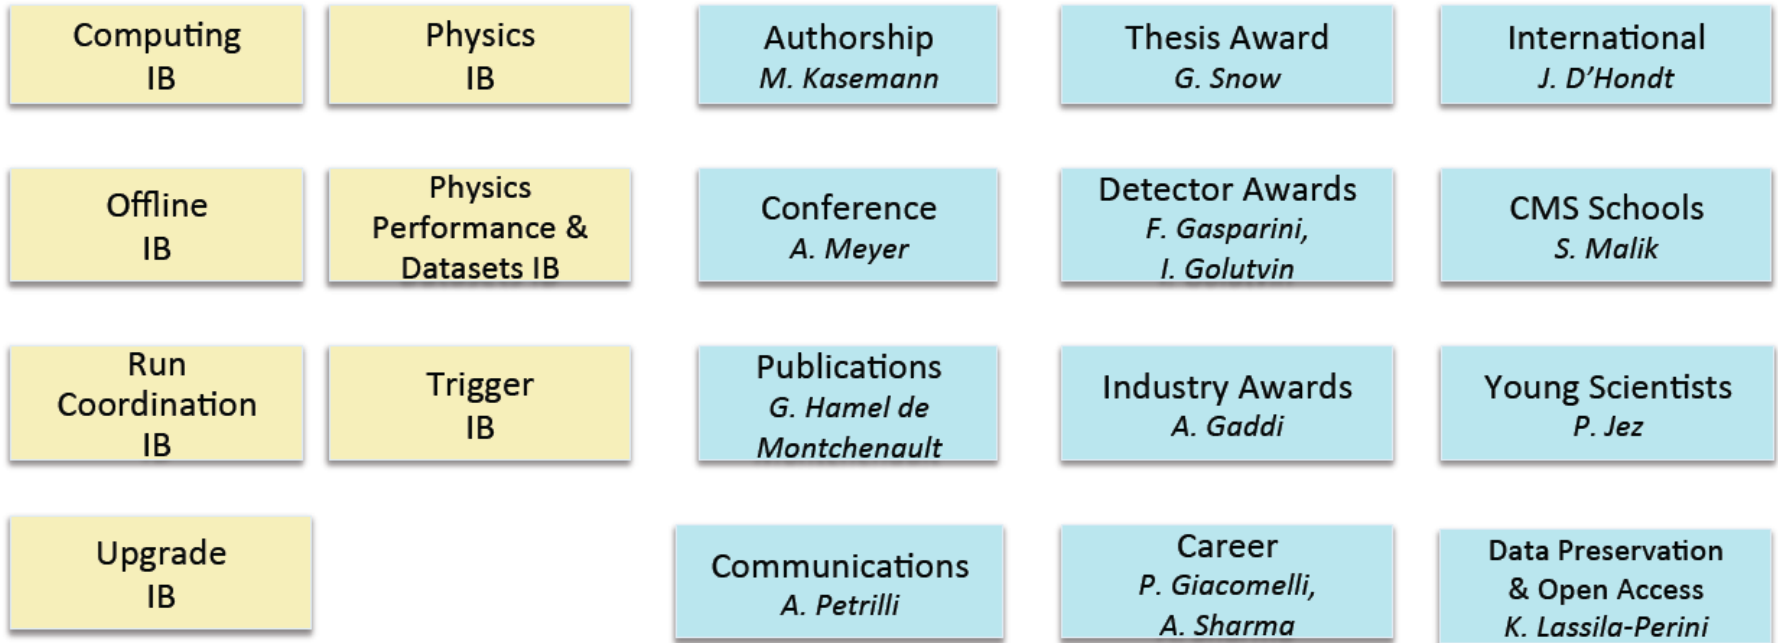 Computing
IB
Physics
IB
Authorship
M. Kasemann
Thesis Award
G. Snow
International
J. D’Hondt
Offline
IB
Physics
Performance &
Datasets IB
Conference
A. Meyer
Detector Awards
F. Gasparini,
I. Golutvin
CMS Schools
S. Malik
Run
Coordination
IB
Trigger
IB
Publications
G. Hamel de
Montchenault
Industry Awards
A. Gaddi
Young Scientists
P. Jez
Upgrade
IB
Communications
A. Petrilli
Career
P. Giacomelli,
A. Sharma
Data Preservation
& Open Access
K. Lassila-Perini